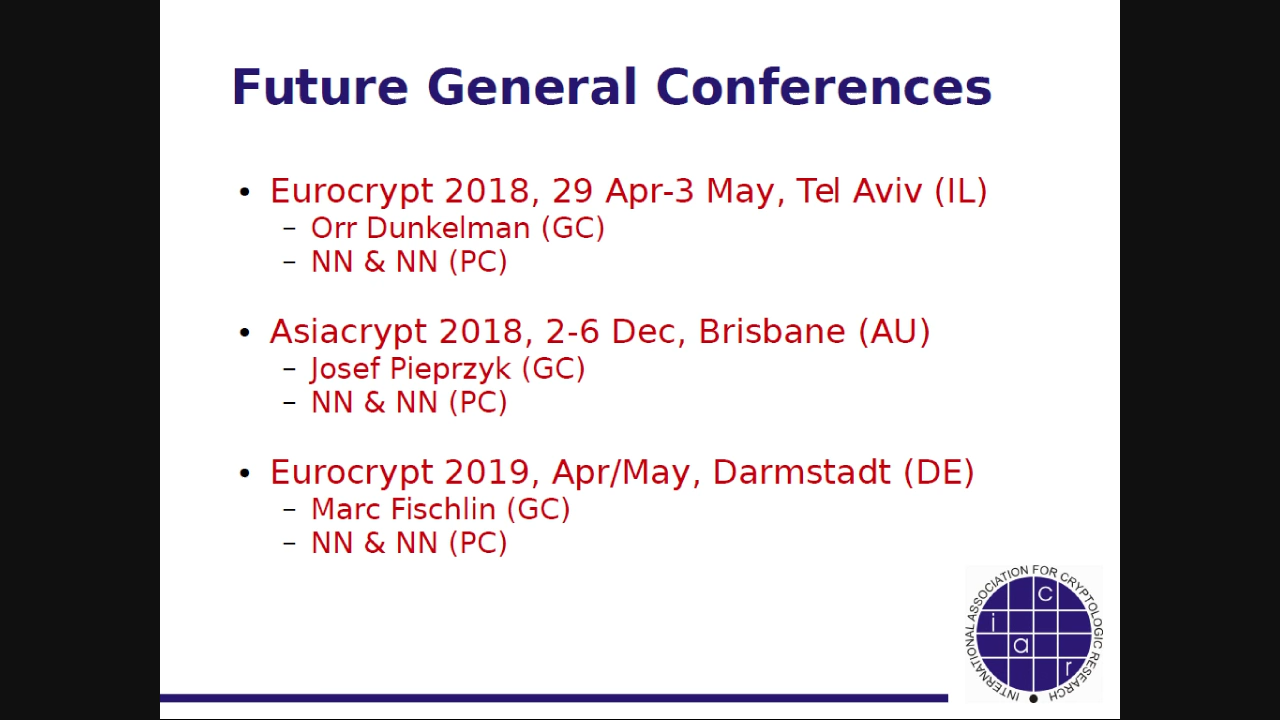 Future General Conferences
• Eurocrypt 2018, 29 Apr-3 May, Tel Aviv (IL)
– Orr Dunkelman (GC)
– NN & NN (PC)
• Asiacrypt 2018, 2-6 Dec, Brisbane (AU)
– Josef Pieprzyk (GC)
– NN & NN (PC)
• Eurocrypt 2019, Apr/May, Darmstadt (DE)
– Marc Fischlin (GC)
– NN & NN (PC)
INTERNATIONAL ASSOCIATION FOR CRYPTOLOGIC RESEARCH
c
i
a
r